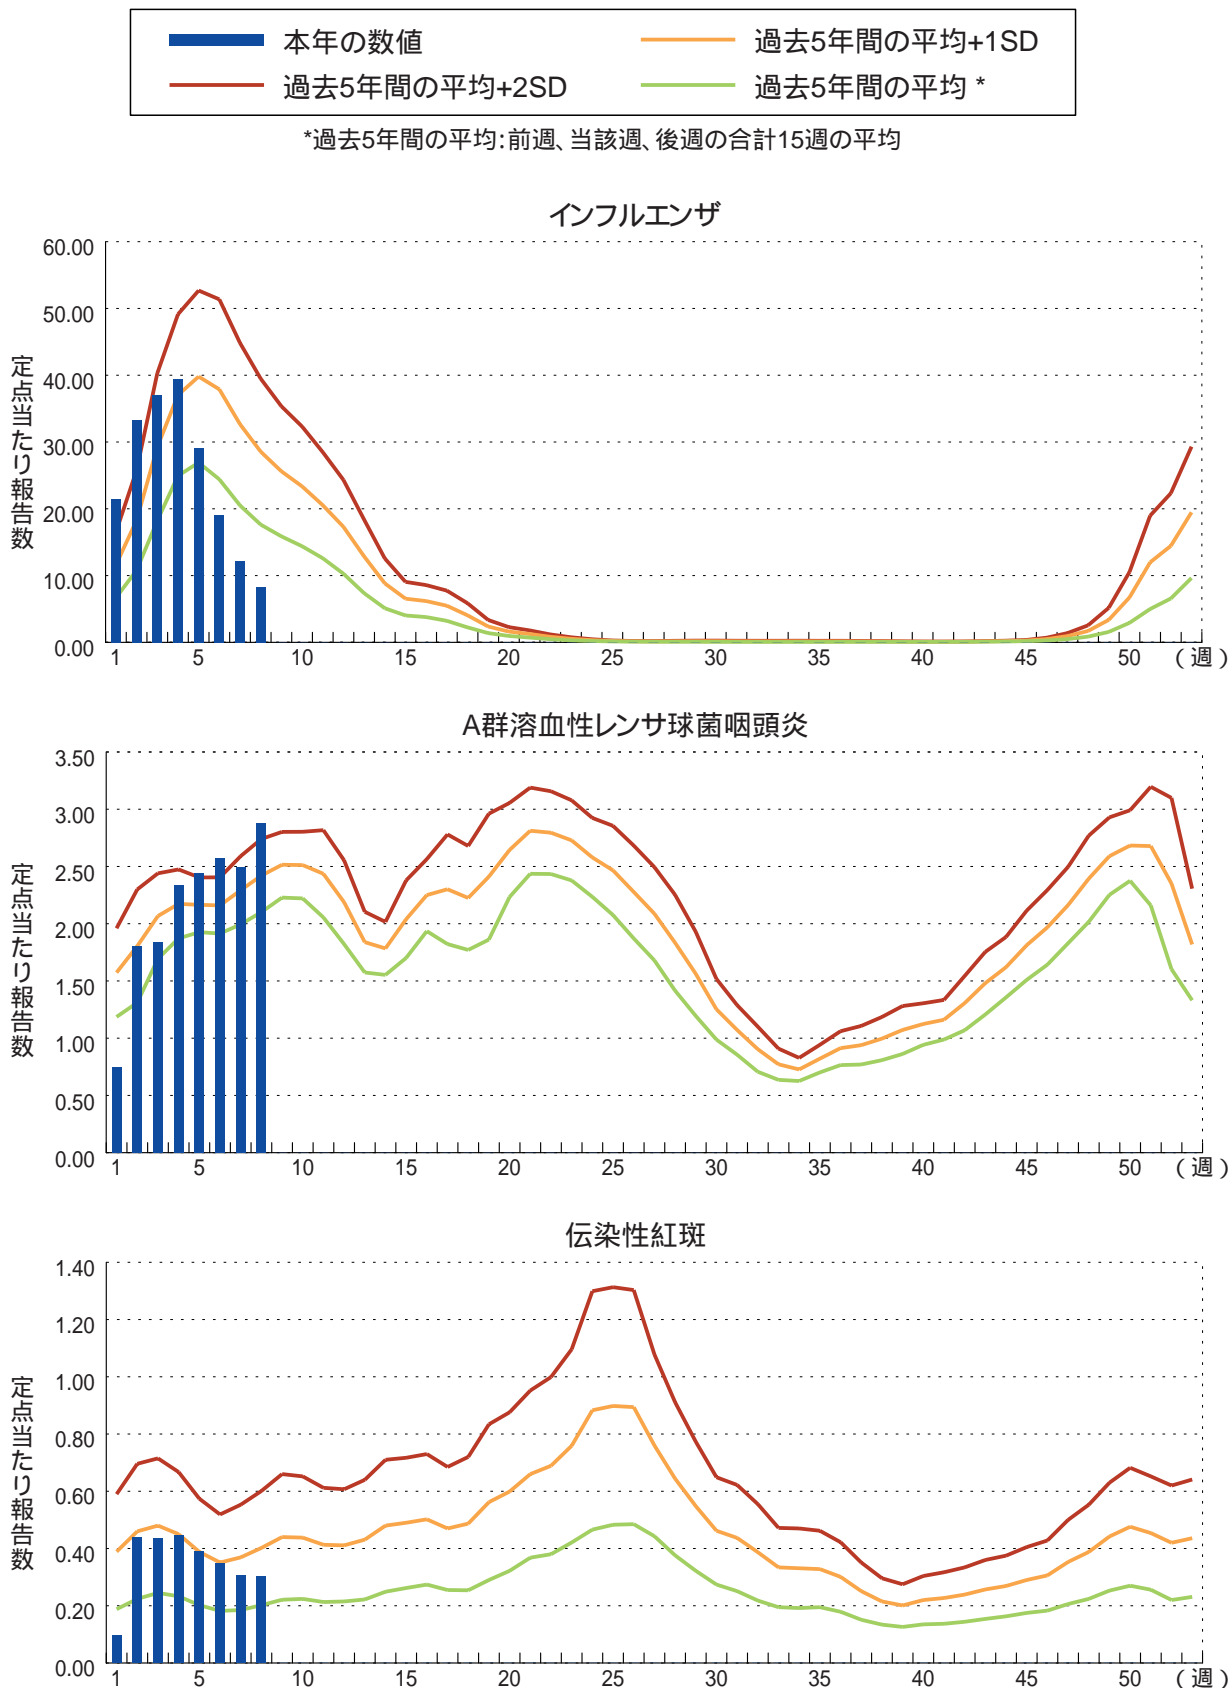 本年の数値
過去5年間の平均+1SD
過去5年間の平均+2SD
過去5年間の平均 *
*過去5年間の平均:前週、当該週、後週の合計15週の平均
インフルエンザ
定点当たり報告数
60.00
50.00
40.00
30.00
20.00
10.00
0.00
1 5 10 15 20 25 30 35 40 45 50 (週)
A群溶血性レンサ球菌咽頭炎
定点当たり報告数
3.50
3.00
2.50
2.00
1.50
1.00
0.50
0.00
1 5 10 15 20 25 30 35 40 45 50 (週)
伝染性紅斑
定点当たり報告数
1.40
1.20
1.00
0.80
0.60
0.40
0.20
0.00
1 5 10 15 20 25 30 35 40 45 50 (週)